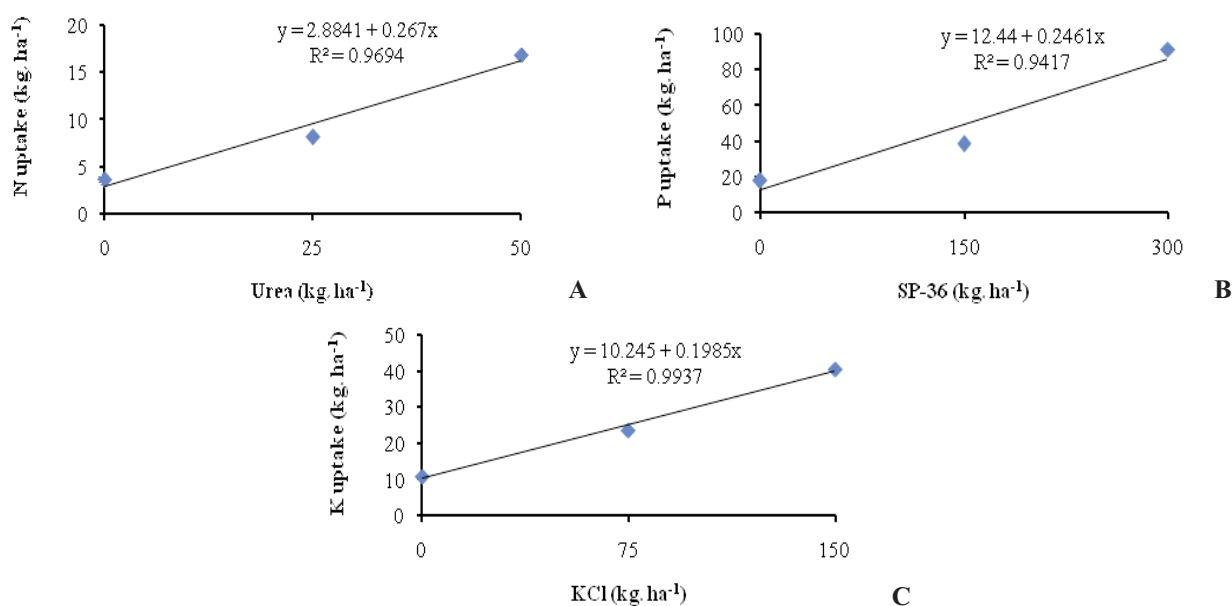 N uptake (kg. ha⁻¹)
20
15
10
5
0
y = 2.8841 + 0.267x
R² = 0.9694
0
25
50
Urea (kg. ha⁻¹)
A
P uptake (kg. ha⁻¹)
100
80
60
40
20
0
y = 12.44 + 0.2461x
R² = 0.9417
0
150
300
SP-36 (kg. ha⁻¹)
B
K uptake (kg. ha⁻¹)
50
40
30
20
10
0
y = 10.245 + 0.1985x
R² = 0.9937
0
75
150
KCl (kg. ha⁻¹)
C